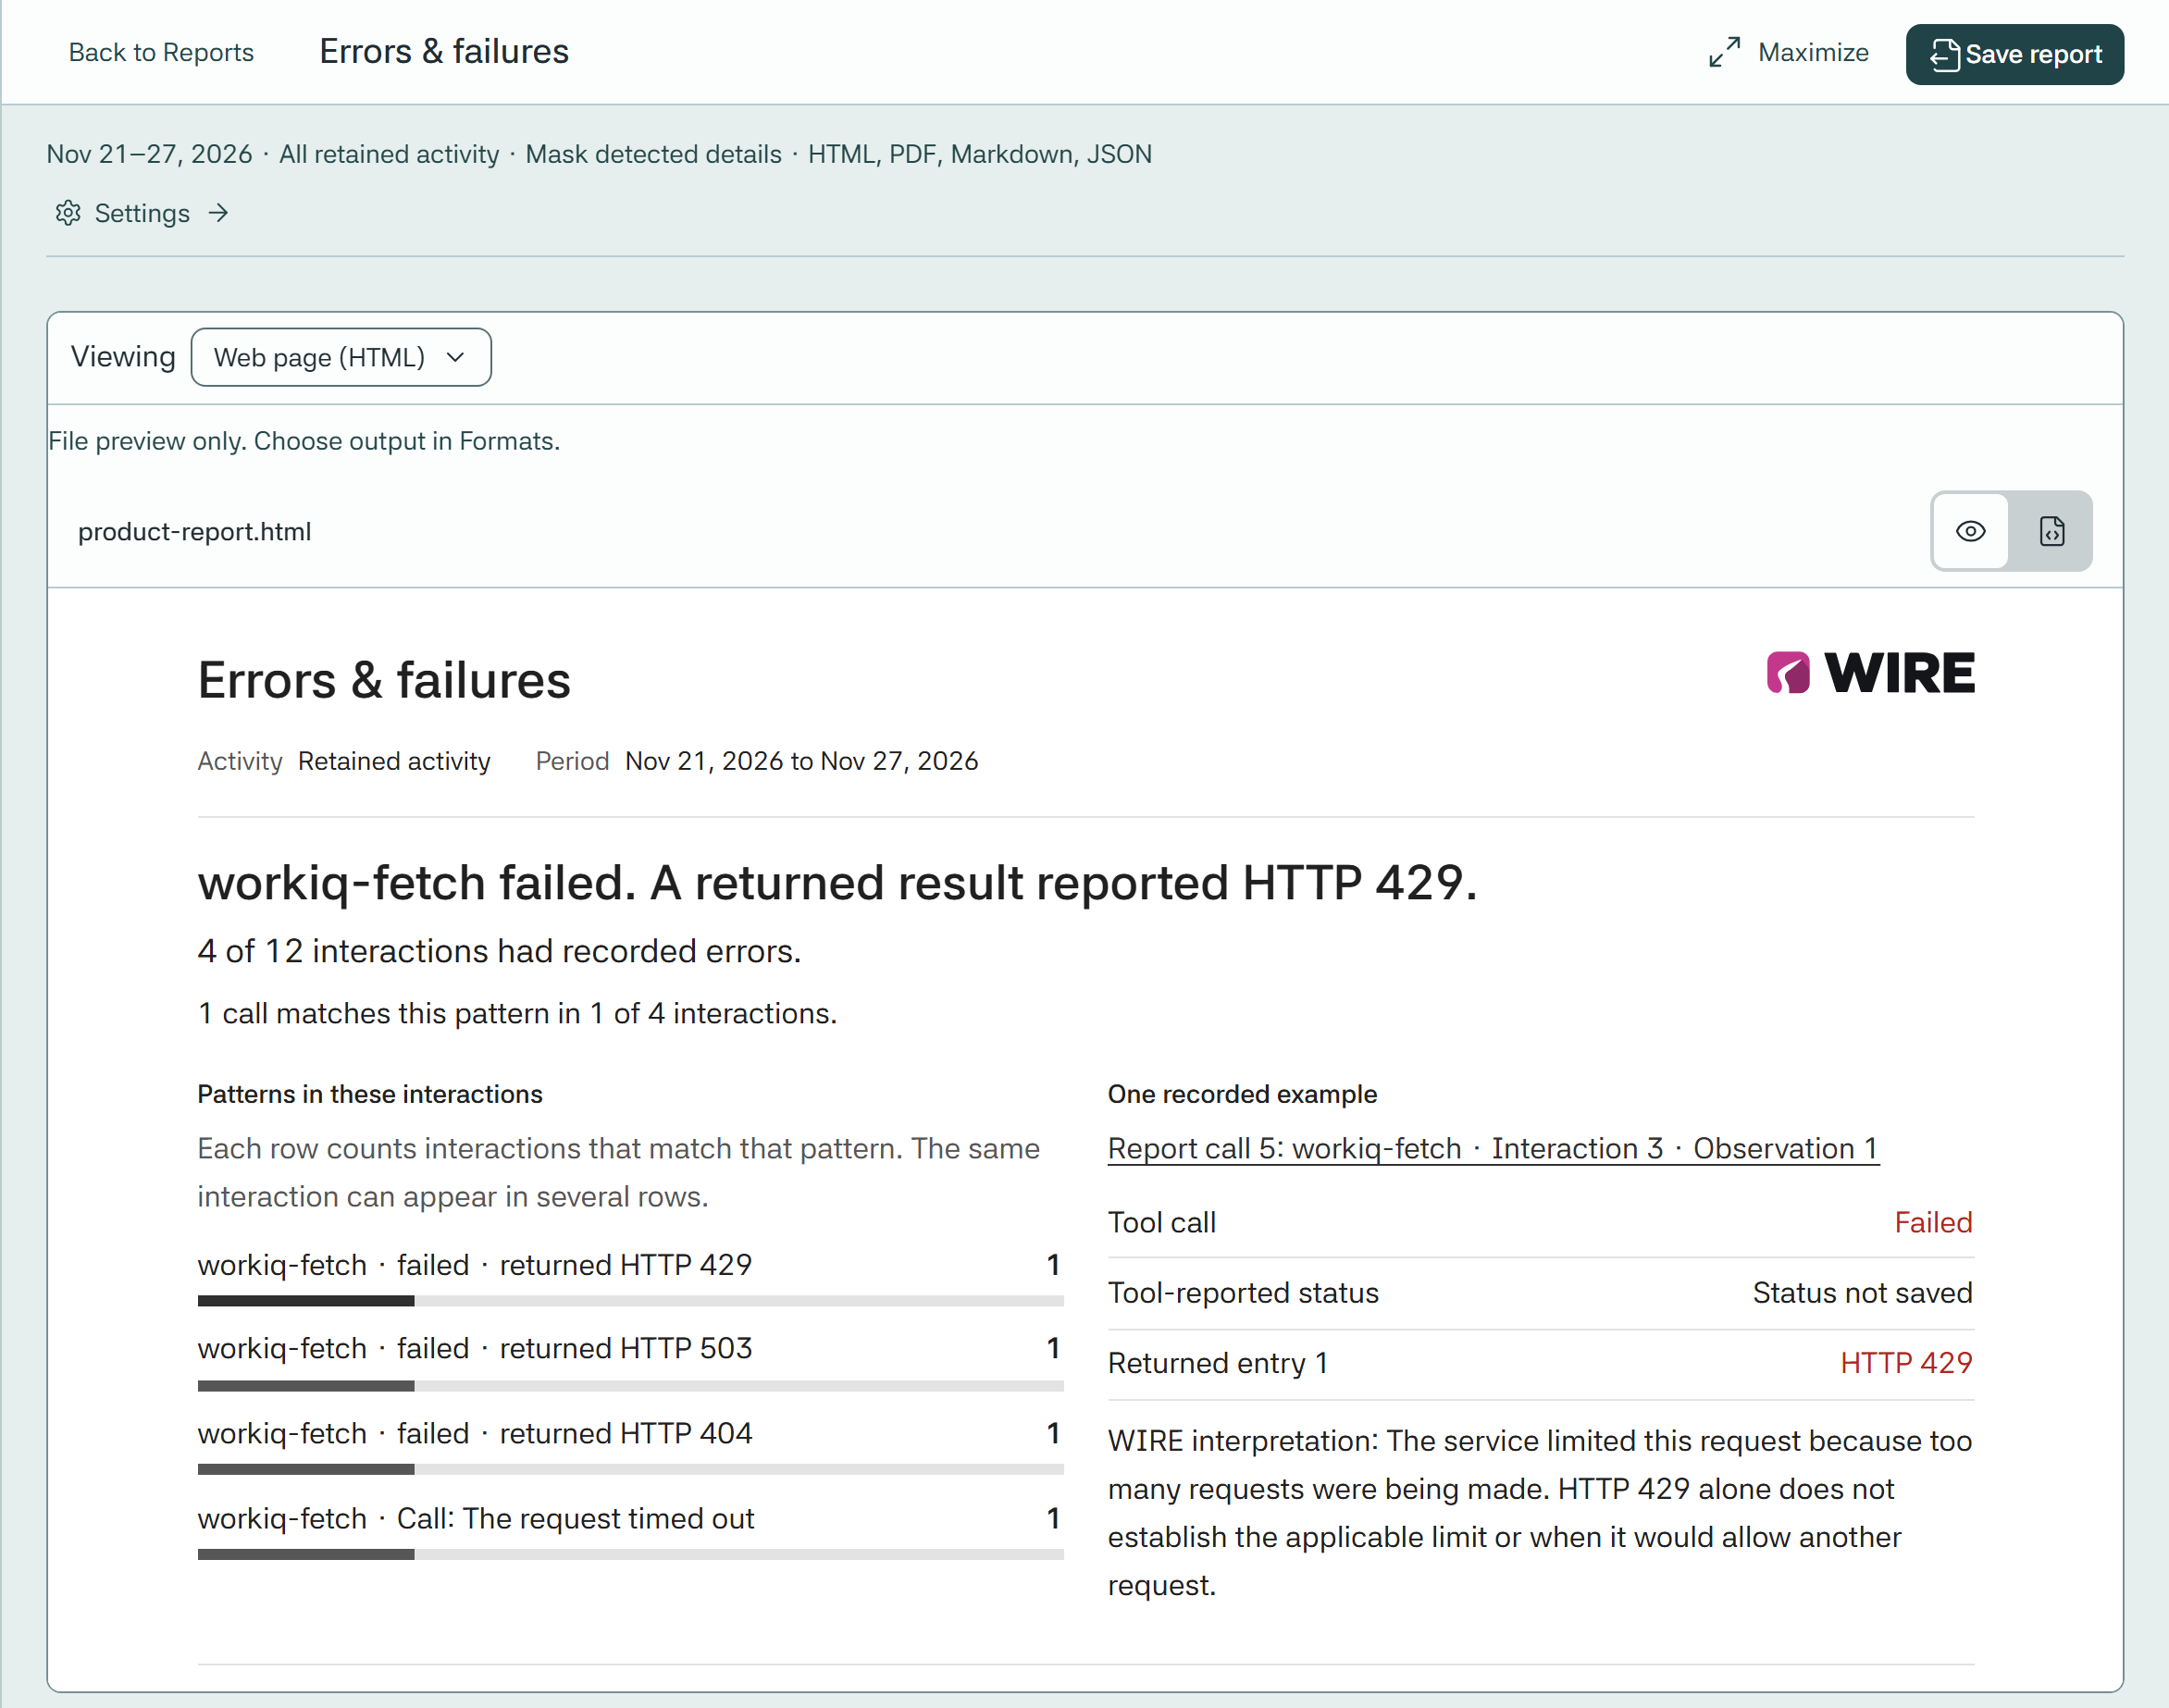 Back to Reports
Errors & failures
Maximize
Save report
Nov 21–27, 2026 · All retained activity · Mask detected details · HTML, PDF, Markdown, JSON
Settings
Viewing
Web page (HTML)
File preview only. Choose output in Formats.
product-report.html
Errors & failures
WIRE
Activity Retained activity Period Nov 21, 2026 to Nov 27, 2026
workiq-fetch failed. A returned result reported HTTP 429.
4 of 12 interactions had recorded errors.
1 call matches this pattern in 1 of 4 interactions.
Patterns in these interactions
Each row counts interactions that match that pattern. The same
interaction can appear in several rows.
workiq-fetch · failed · returned HTTP 429 1
workiq-fetch · failed · returned HTTP 503 1
workiq-fetch · failed · returned HTTP 404 1
workiq-fetch · Call: The request timed out 1
One recorded example
Report call 5: workiq-fetch · Interaction 3 · Observation 1
Tool call Failed
Tool-reported status Status not saved
Returned entry 1 HTTP 429
WIRE interpretation: The service limited this request because too
many requests were being made. HTTP 429 alone does not
establish the applicable limit or when it would allow another
request.